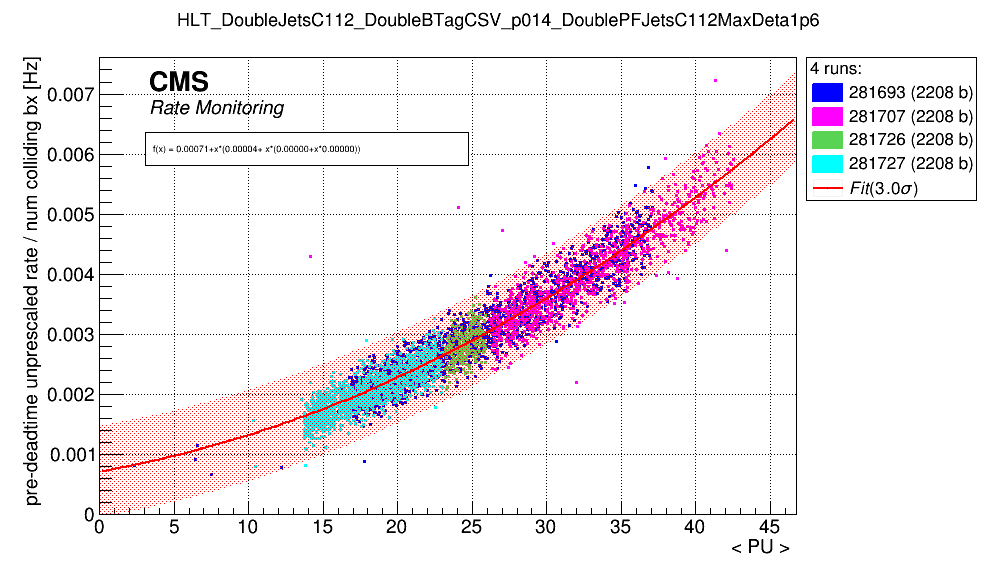 HLT_DoubleJetsC112_DoubleBTagCSV_p014_DoublePFJetsC112MaxDeta1p6
pre-deadtime unprescaled rate / num colliding bx [Hz]
CMS
Rate Monitoring
f(x) = 0.00071+x*(0.00004+ x*(0.00000+x*0.00000))
0.007
0.006
0.005
0.004
0.003
0.002
0.001
0
0 5 10 15 20 25 30 35 40 45
< PU >
4 runs:
281693 (2208 b)
281707 (2208 b)
281726 (2208 b)
281727 (2208 b)
Fit(3.0σ)